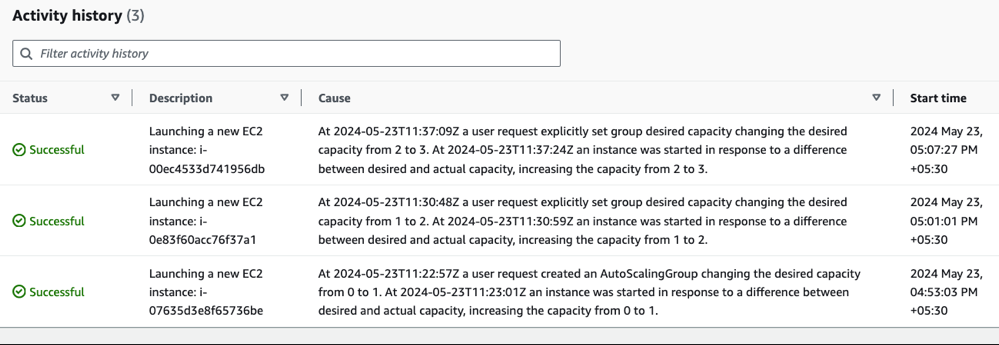 Activity history (3)
Filter activity history
Status Description Cause Start time
Launching a new EC2 At 2024-05-23T11:37:09Z a user request explicitly set group desired capacity changing the desired 2024 May 23,
Successful instance: i- capacity from 2 to 3. At 2024-05-23T11:37:24Z an instance was started in response to a difference 05:07:27 PM
00ec4533d741956db between desired and actual capacity, increasing the capacity from 2 to 3. +05:30
Launching a new EC2 At 2024-05-23T11:30:48Z a user request explicitly set group desired capacity changing the desired 2024 May 23,
Successful instance: i- capacity from 1 to 2. At 2024-05-23T11:30:59Z an instance was started in response to a difference 05:01:01 PM
0e83f60acc76f37a1 between desired and actual capacity, increasing the capacity from 1 to 2. +05:30
Launching a new EC2 At 2024-05-23T11:22:57Z a user request created an AutoScalingGroup changing the desired capacity 2024 May 23,
Successful instance: i- from 0 to 1. At 2024-05-23T11:23:01Z an instance was started in response to a difference between 04:53:03 PM
07635d3e8f65736be desired and actual capacity, increasing the capacity from 0 to 1. +05:30